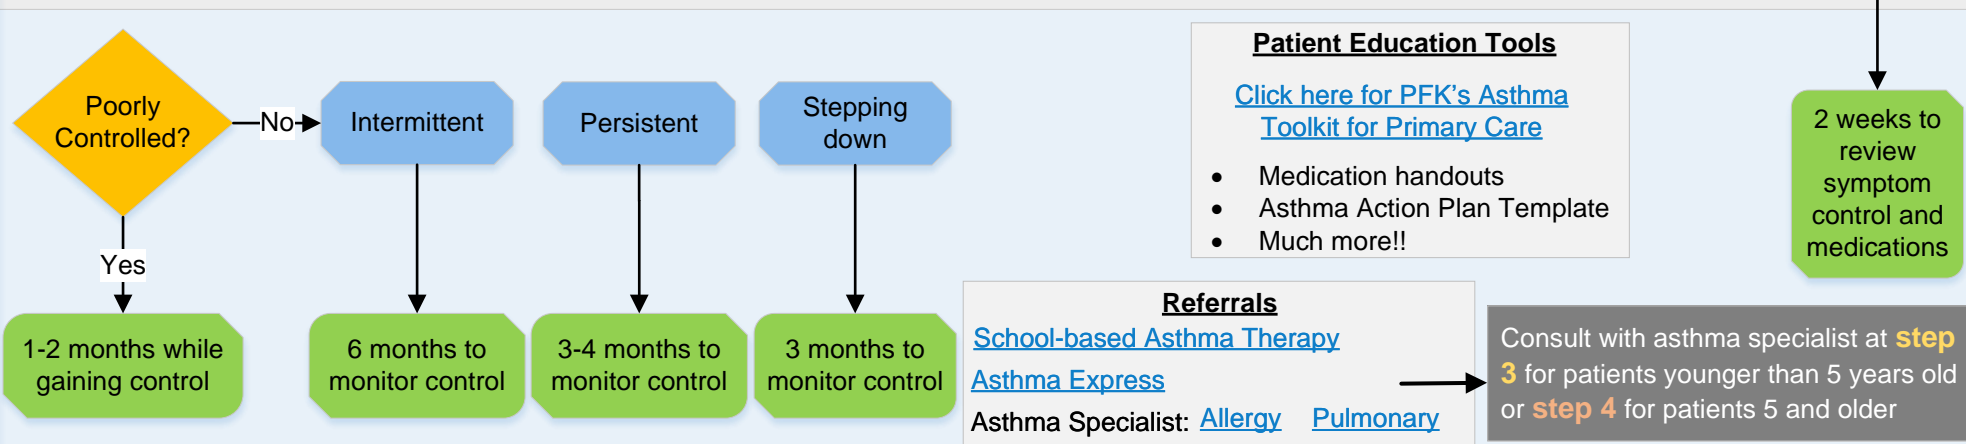 Poorly
Controlled?
No
Yes
1-2 months while
gaining control
Intermittent
6 months to
monitor control
Persistent
3-4 months to
monitor control
Stepping
down
3 months to
monitor control
Patient Education Tools
Click here for PFK's Asthma
Toolkit for Primary Care
• Medication handouts
• Asthma Action Plan Template
• Much more!!
Referrals
School-based Asthma Therapy
Asthma Express
Asthma Specialist: Allergy Pulmonary
Consult with asthma specialist at step
3 for patients younger than 5 years old
or step 4 for patients 5 and older
2 weeks to
review
symptom
control and
medications